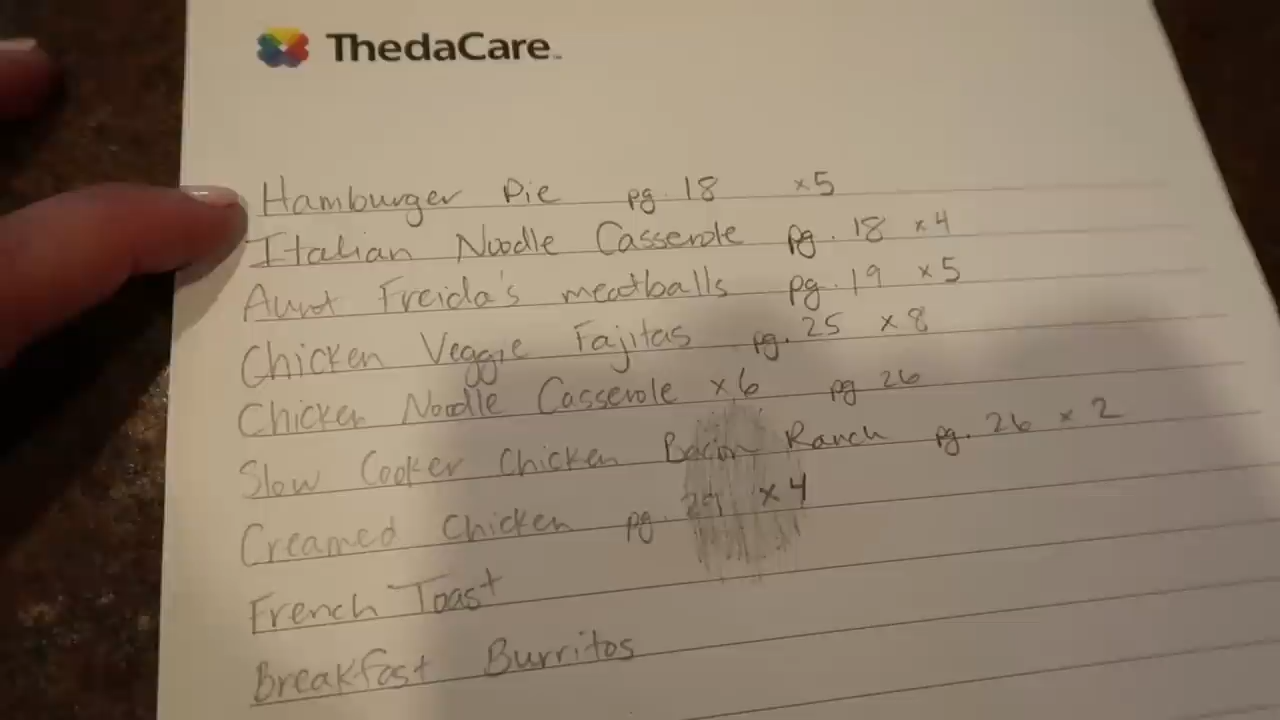 ThedaCare™
Hamburger Pie pg. 18 x5
Italian Noodle Casserole pg. 18 x4
Aunt Freida's meatballs pg. 19 x5
Chicken Veggie Fajitas pg. 25 x8
Chicken Noodle Casserole x6 pg 26
Slow Cooker Chicken Bacon Ranch pg. 26 x 2
Creamed Chicken pg. x4
French Toast
Breakfast Burritos